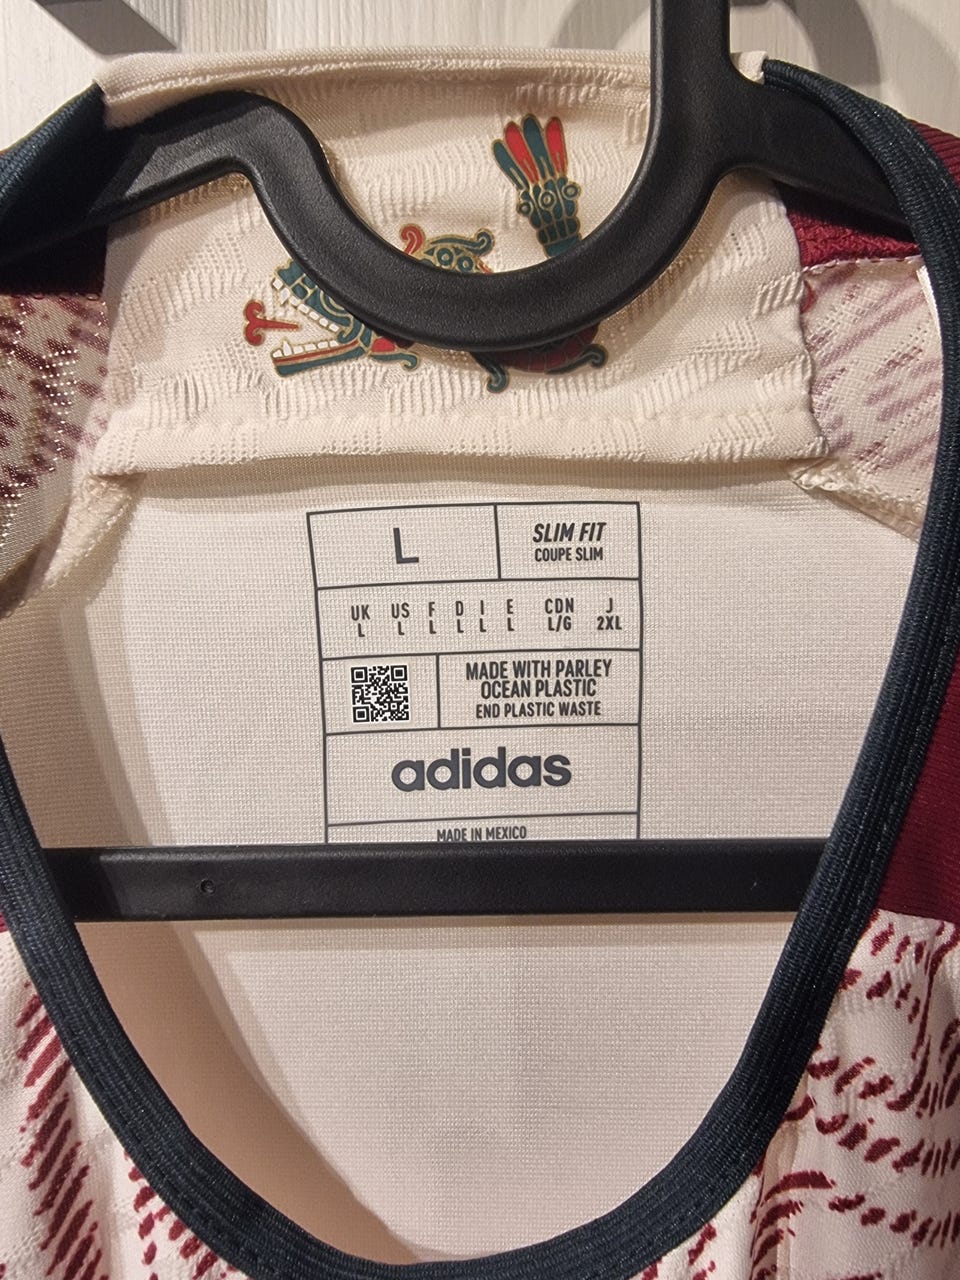 L
SLIM FIT
COUPE SLIM
UK US F D I E CDN J
L L L L L L L/G 2XL
MADE WITH PARLEY
OCEAN PLASTIC
END PLASTIC WASTE
adidas
MADE IN MEXICO